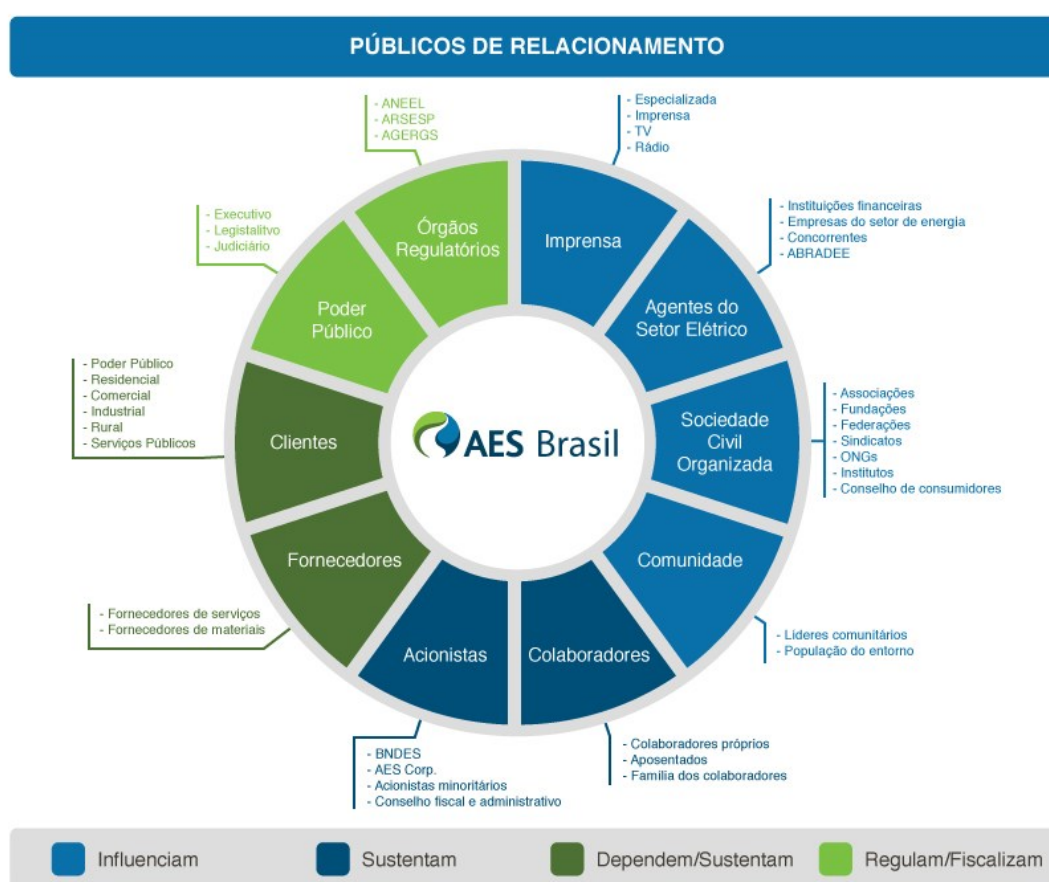 PÚBLICOS DE RELACIONAMENTO
- ANEEL
- ARSESP
- AGERGS
- Especializada
- Imprensa
- TV
- Rádio
- Executivo
- Legistalitvo
- Judiciário
- Instituições financeiras
- Empresas do setor de energia
- Concorrentes
- ABRADEE
Órgãos
Regulatórios
Imprensa
Poder
Público
Agentes do
Setor Elétrico
- Poder Público
- Residencial
- Comercial
- Industrial
- Rural
- Serviços Públicos
Clientes
AES Brasil
Sociedade
Civil
Organizada
- Associações
- Fundações
- Federações
- Sindicatos
- ONGs
- Institutos
- Conselho de consumidores
Fornecedores
Comunidade
- Fornecedores de serviços
- Fornecedores de materiais
Acionistas
Colaboradores
- Lideres comunitários
- População do entorno
- BNDES
- AES Corp.
- Acionistas minoritários
- Conselho fiscal e administrativo
- Colaboradores próprios
- Aposentados
- Família dos colaboradores
Influenciam
Sustentam
Dependem/Sustentam
Regulam/Fiscalizam